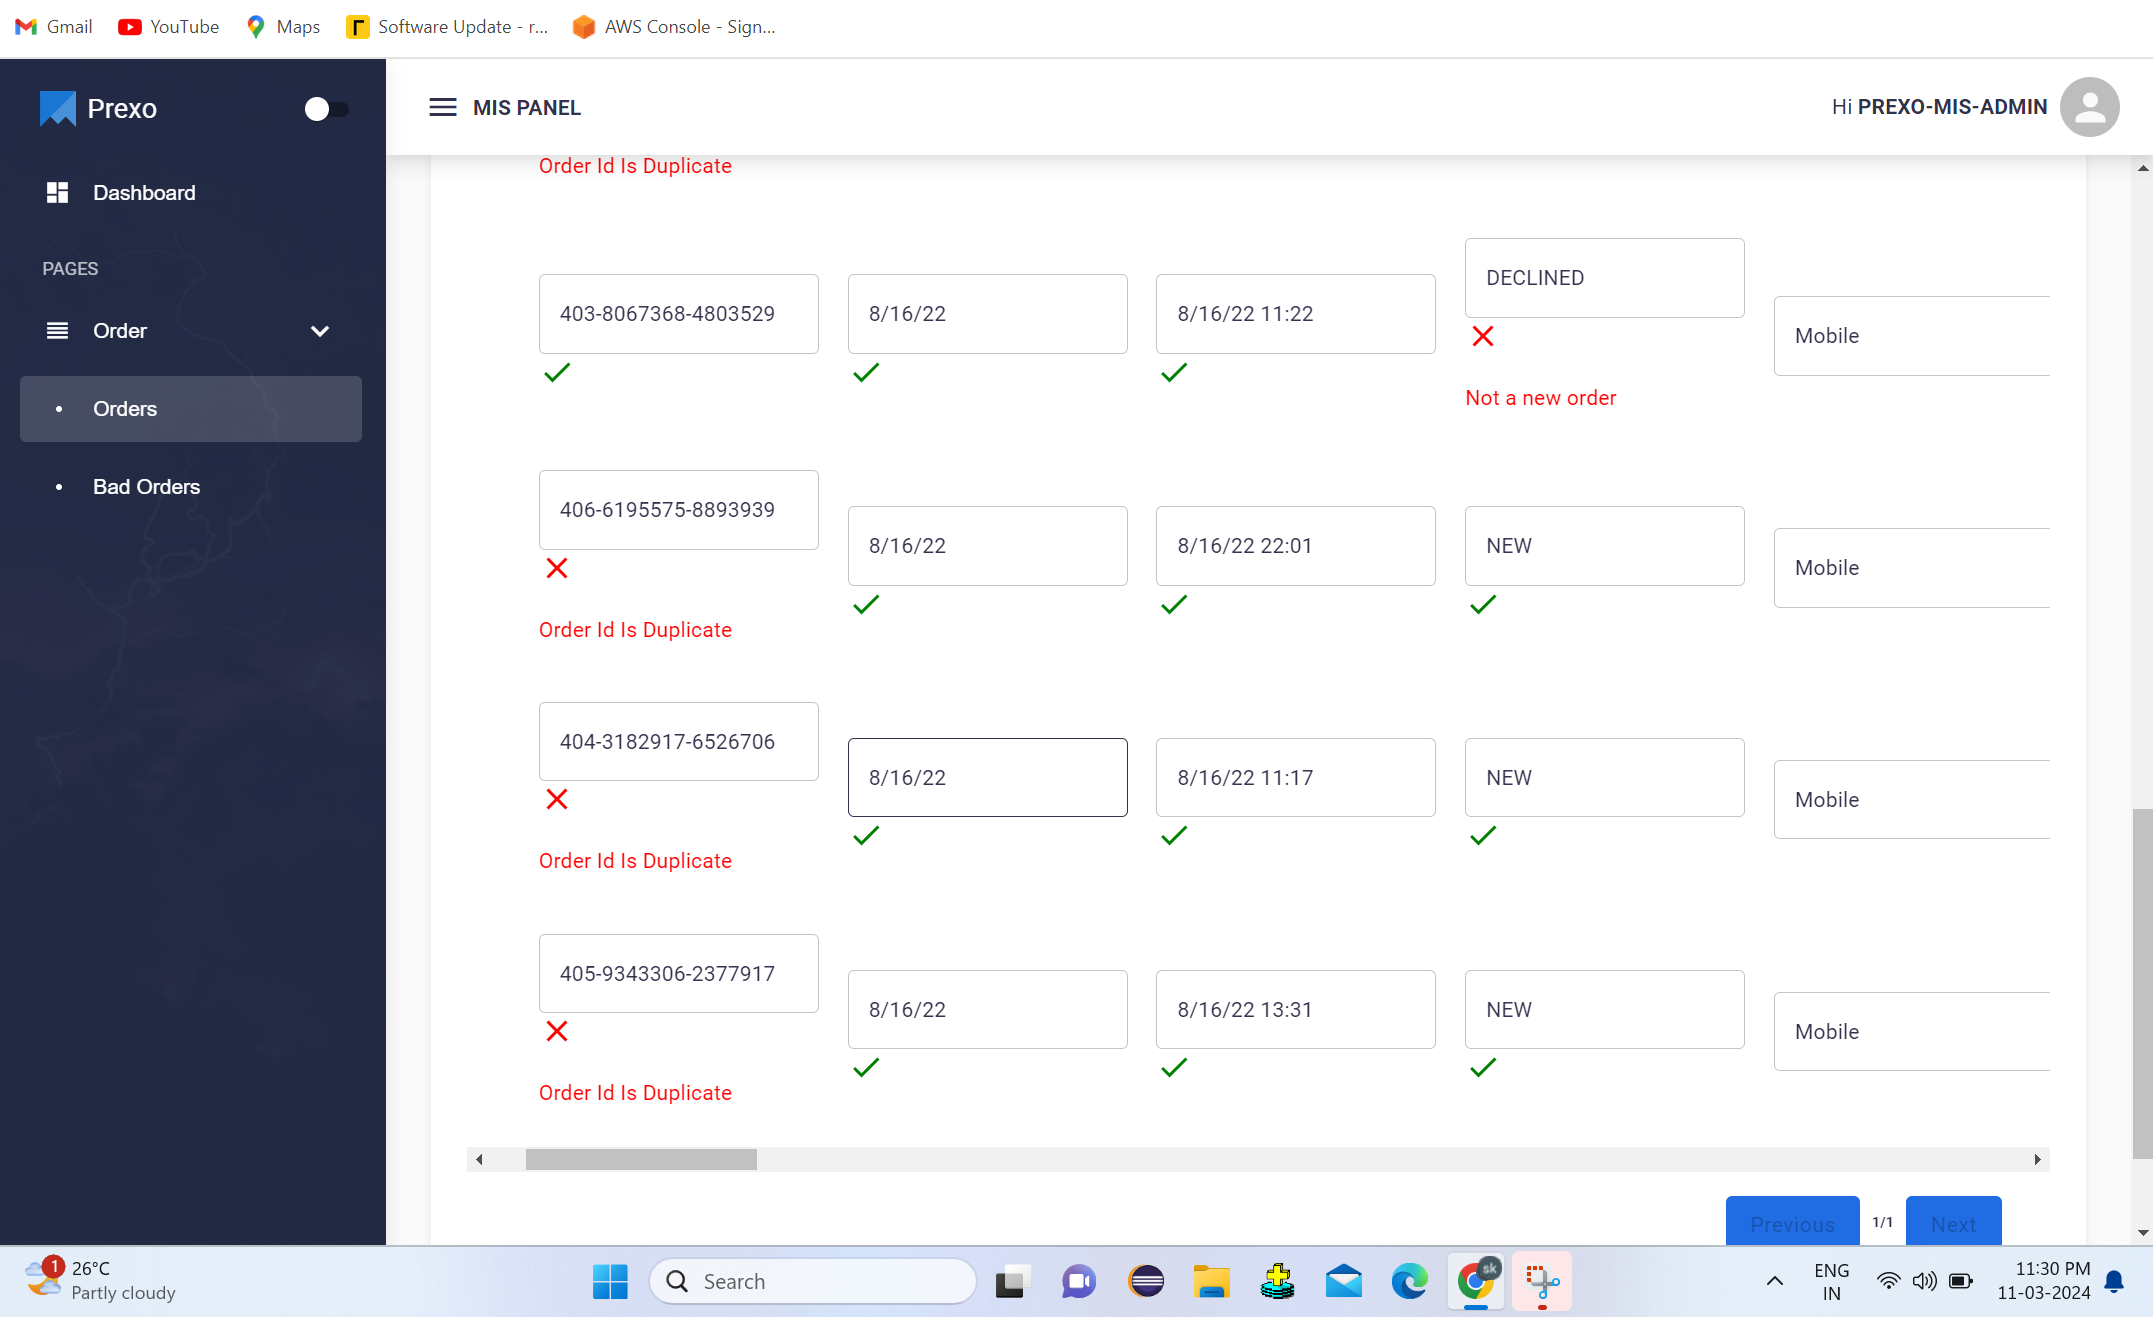 Gmail
YouTube
Maps
Software Update - r...
AWS Console - Sign...
Prexo
MIS PANEL
Hi PREXO-MIS-ADMIN
Dashboard
PAGES
Order
Orders
Bad Orders
Order Id Is Duplicate
403-8067368-4803529
8/16/22
8/16/22 11:22
DECLINED
Mobile
Not a new order
406-6195575-8893939
8/16/22
8/16/22 22:01
NEW
Mobile
Order Id Is Duplicate
404-3182917-6526706
8/16/22
8/16/22 11:17
NEW
Mobile
Order Id Is Duplicate
405-9343306-2377917
8/16/22
8/16/22 13:31
NEW
Mobile
Order Id Is Duplicate
Previous
1/1
Next
1
26°C
Partly cloudy
Search
sk
ENG
IN
11:30 PM
11-03-2024